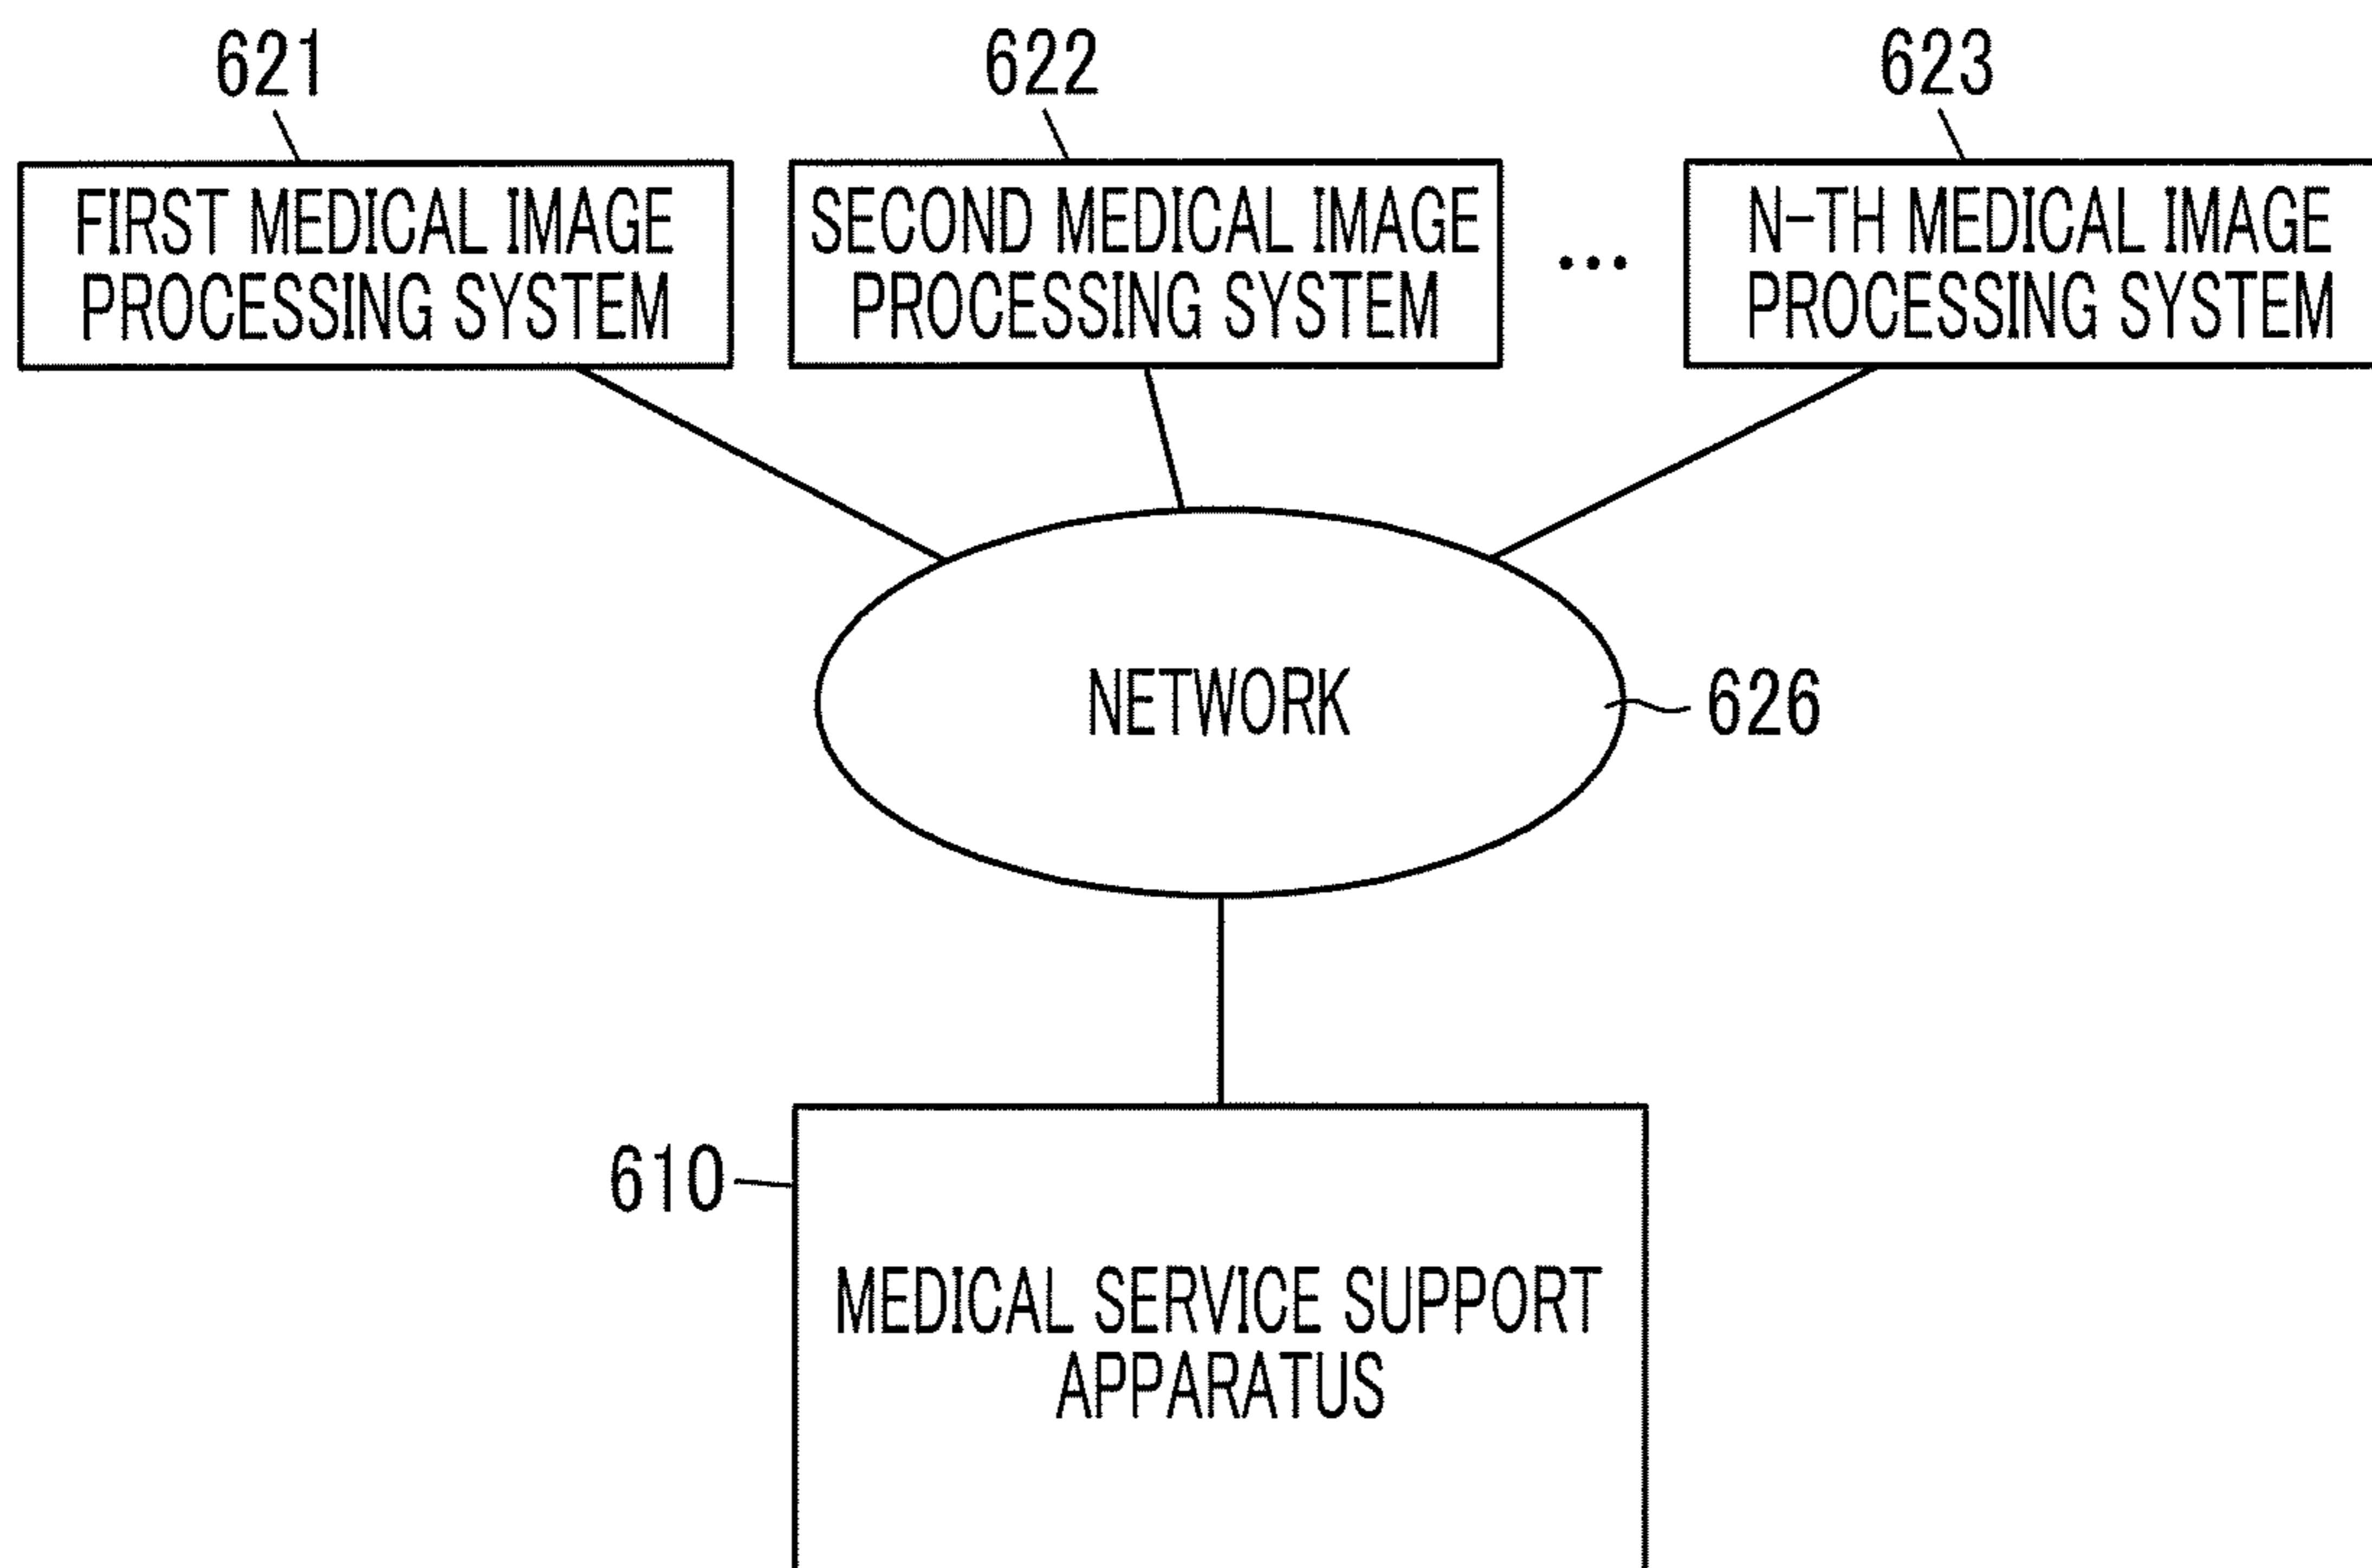 621
622
623
FIRST MEDICAL IMAGE
PROCESSING SYSTEM
SECOND MEDICAL IMAGE
PROCESSING SYSTEM
...
N-TH MEDICAL IMAGE
PROCESSING SYSTEM
NETWORK
626
610
MEDICAL SERVICE SUPPORT
APPARATUS